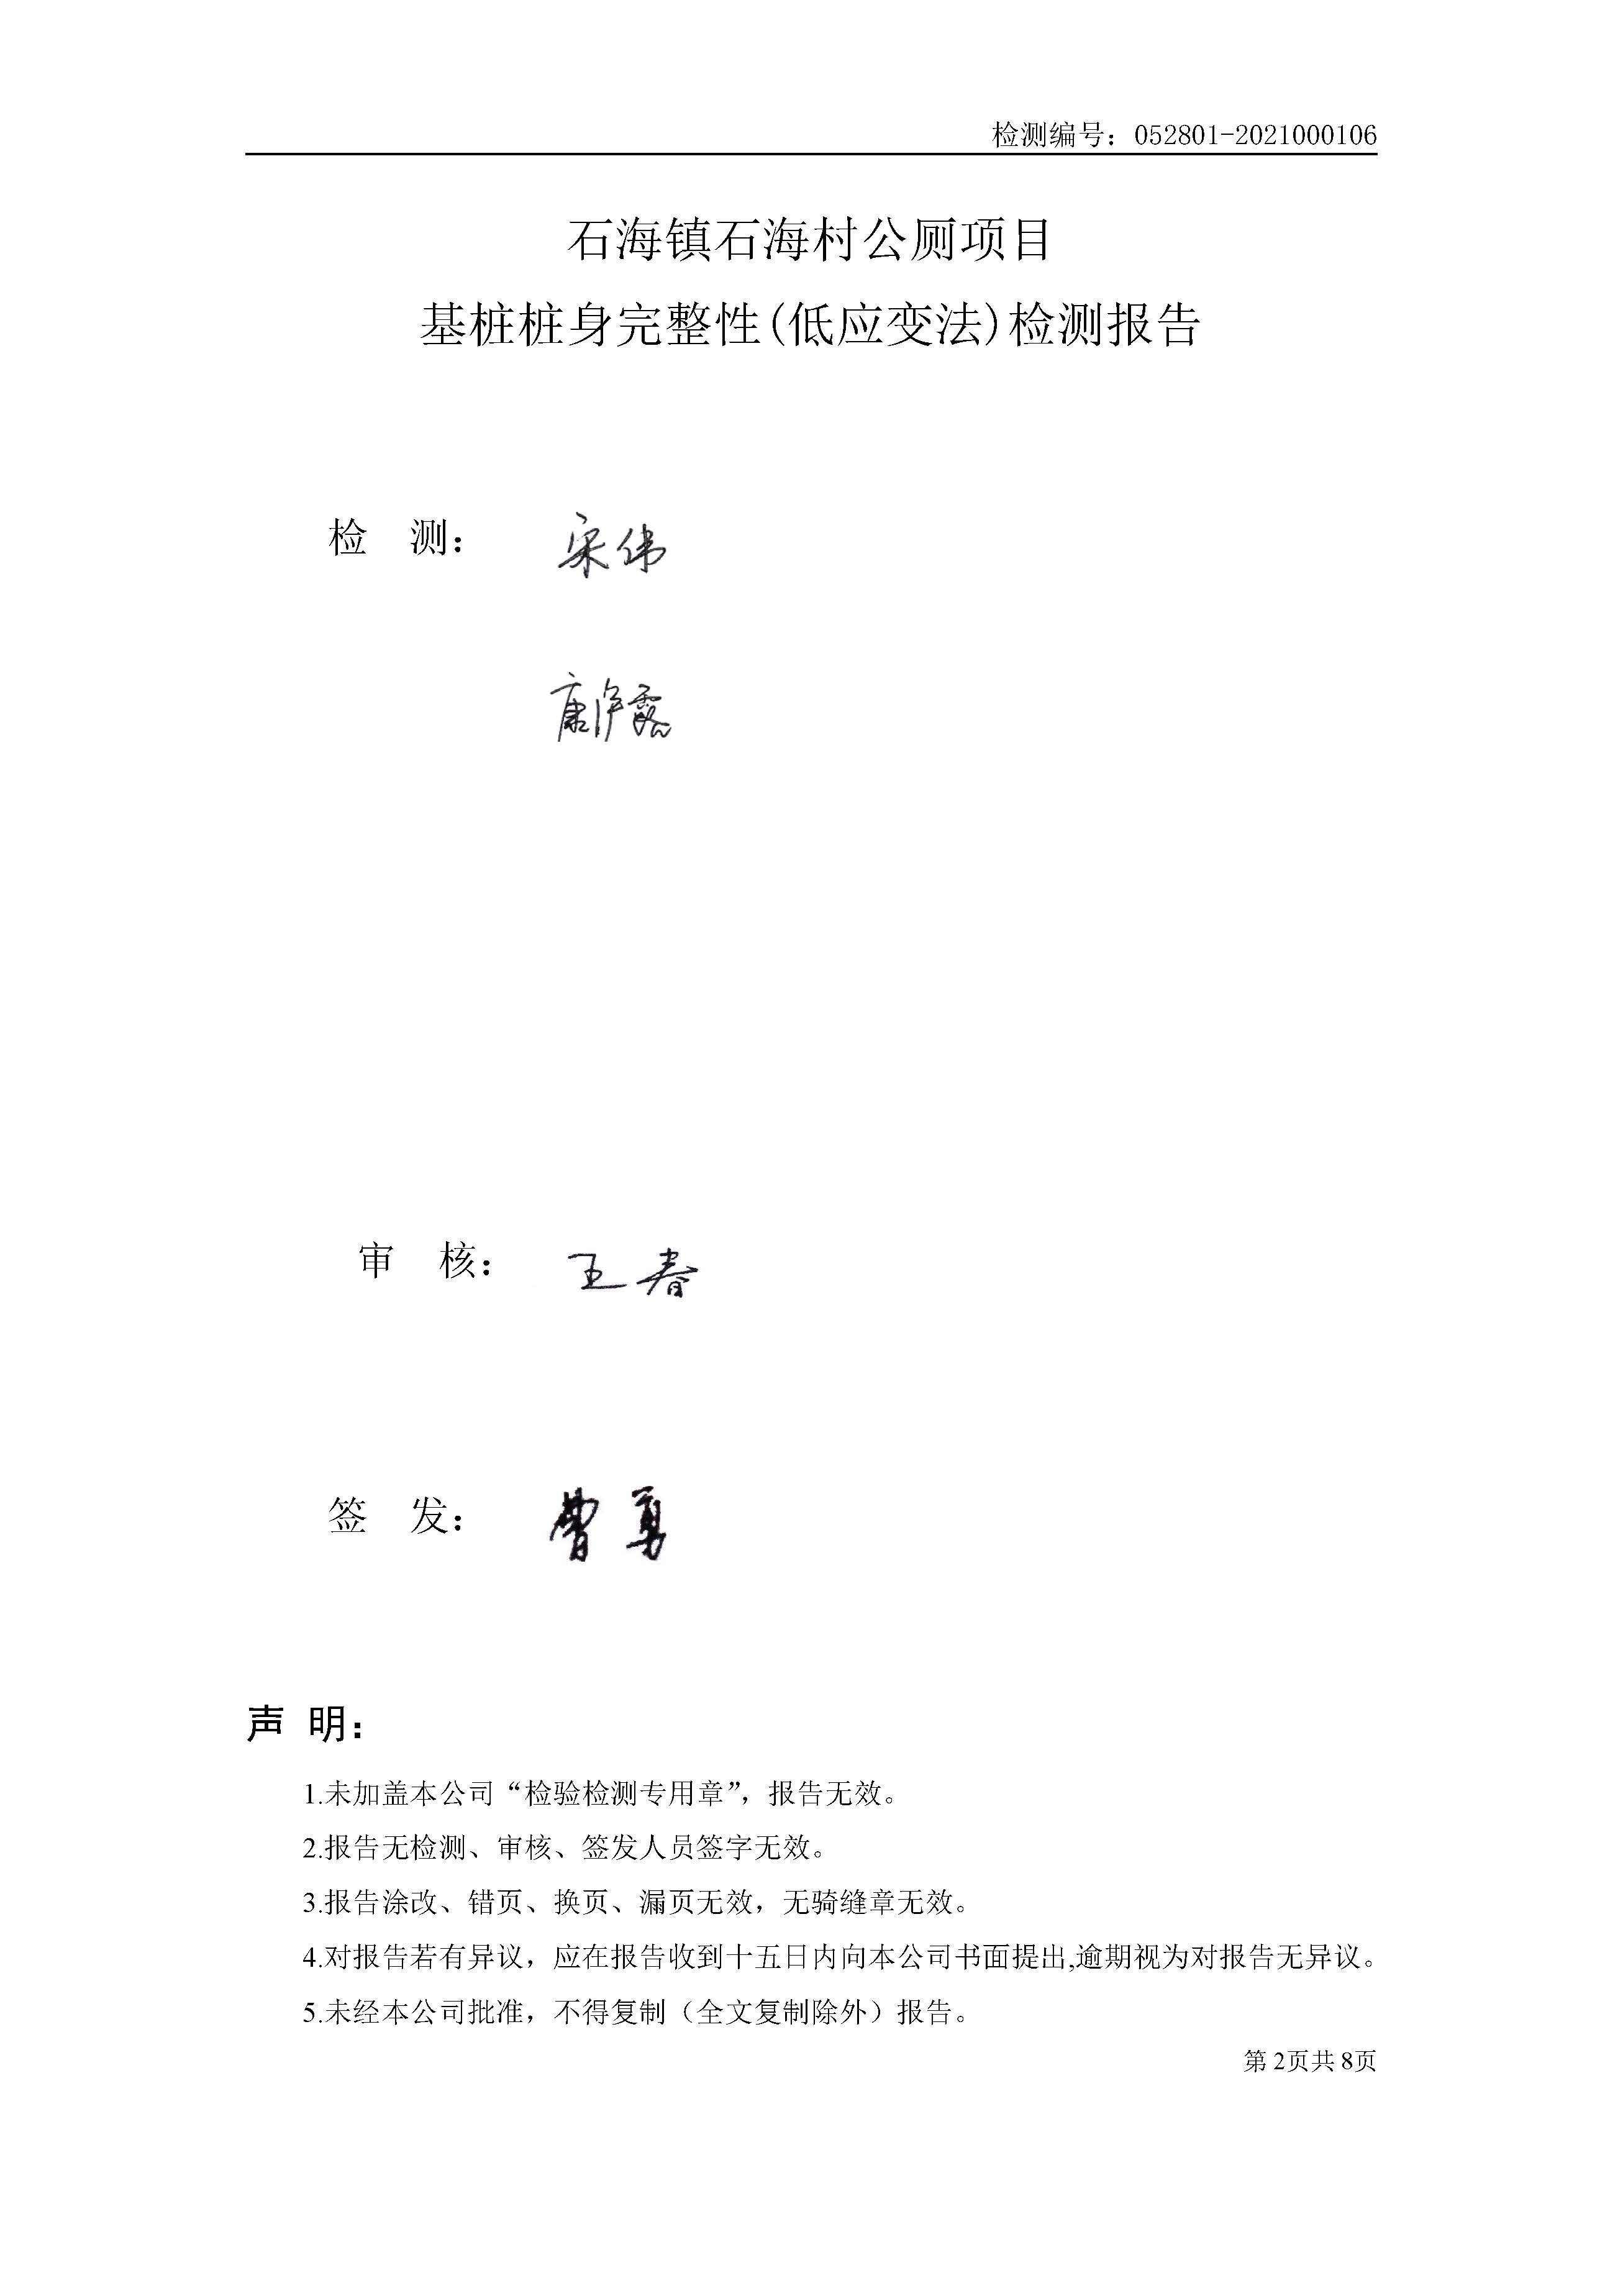 检测编号：052801-2021000106
石海镇石海村公厕项目
基桩桩身完整性(低应变法)检测报告
检 测： 宋伟
审 核： 王春
签 发： 曹勇
声 明：
1.未加盖本公司“检验检测专用章”，报告无效。
2.报告无检测、审核、签发人员签字无效。
3.报告涂改、错页、换页、漏页无效，无骑缝章无效。
4.对报告若有异议，应在报告收到十五日内向本公司书面提出,逾期视为对报告无异议。
5.未经本公司批准，不得复制（全文复制除外）报告。
第 2页共 8页